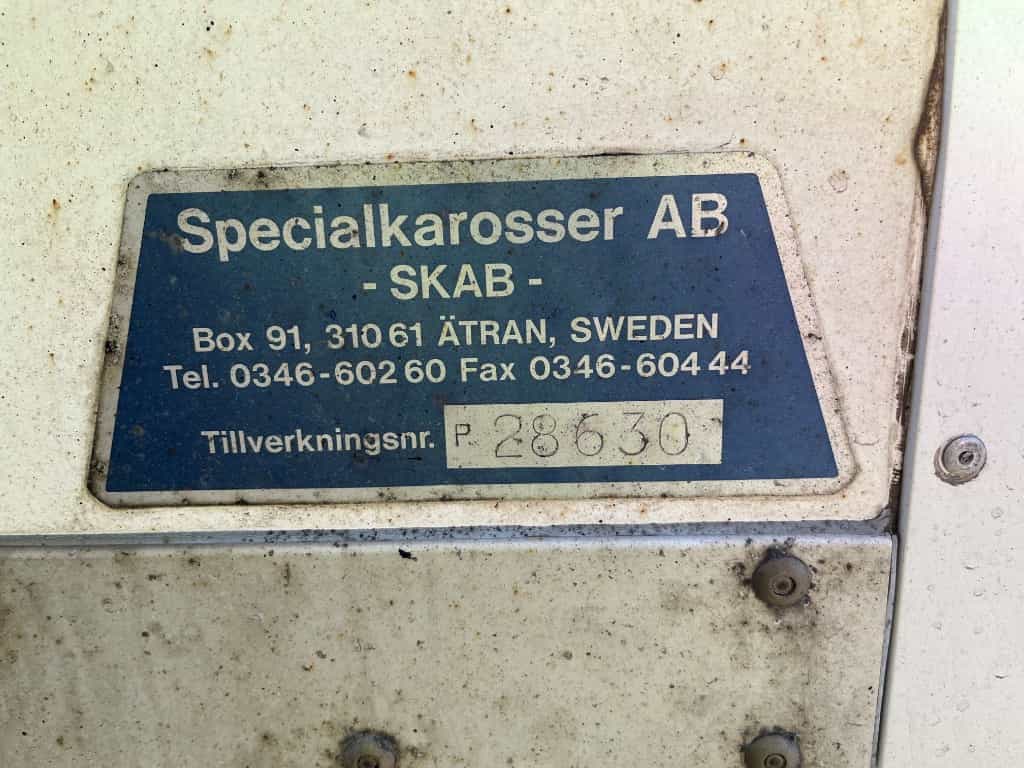 Specialkarosser AB
- SKAB -
Box 91, 310 61 ÄTRAN, SWEDEN
Tel. 0346-602 60 Fax 0346-604 44
Tillverkningsnr. P 28630